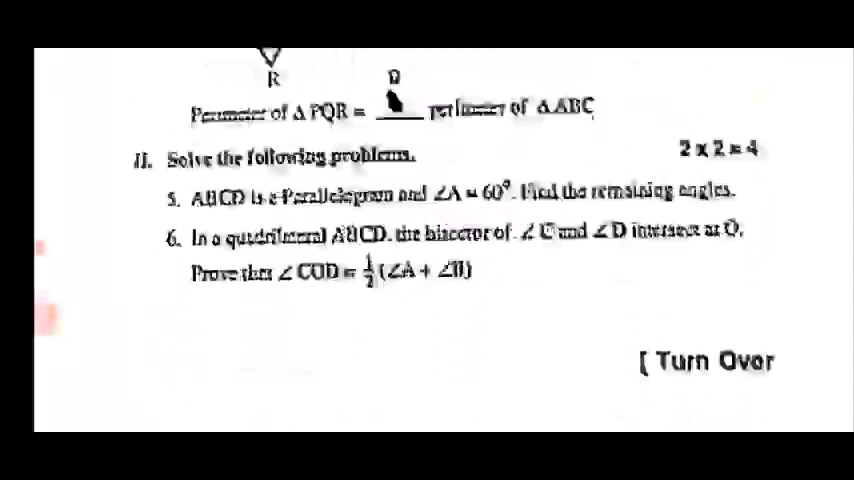 R
Perimeter of Δ PQR = ____ perimeter of Δ ABC
II. Solve the following problems. 2 x 2 = 4
5. ABCD is a Parallelogram and ∠A = 60°. Find the remaining angles.
6. In a quadrilateral ABCD, the bisector of ∠C and ∠D intersect at O.
Prove that ∠COD = 1/2 (∠A + ∠B)
[ Turn Over